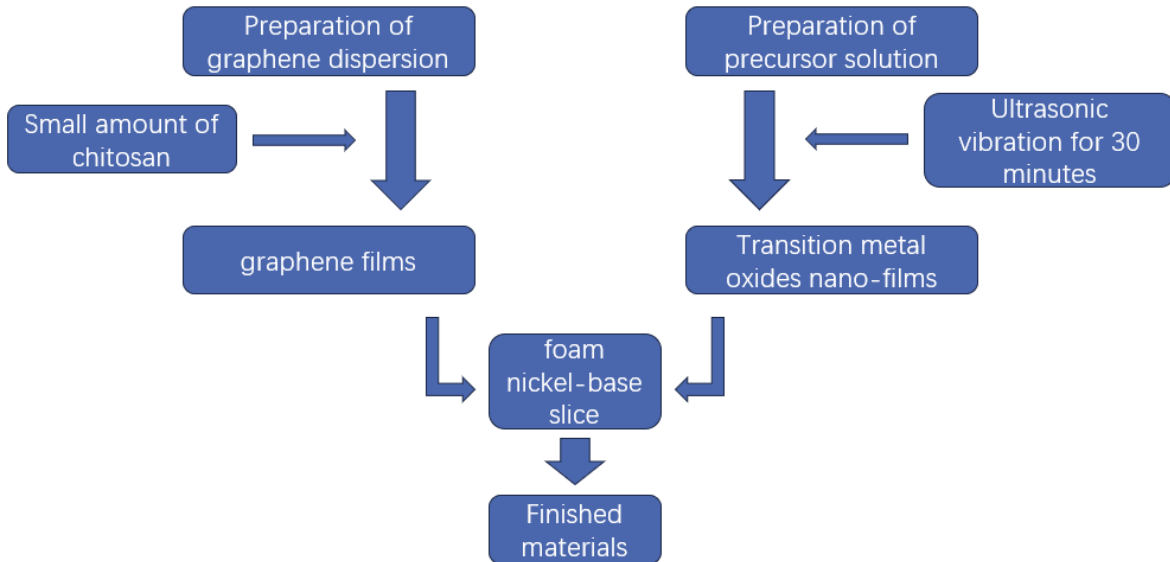 Preparation of
graphene dispersion
Preparation of
precursor solution
Small amount of
chitosan
Ultrasonic
vibration for 30
minutes
graphene films
Transition metal
oxides nano-films
foam
nickel-base
slice
Finished
materials